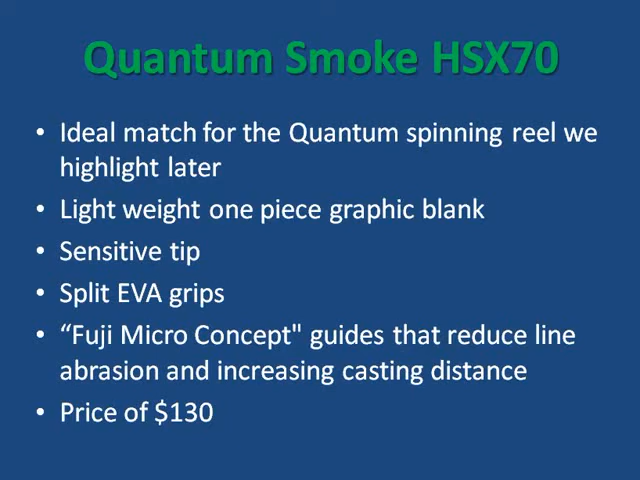 Quantum Smoke HSX70
• Ideal match for the Quantum spinning reel we
highlight later
• Light weight one piece graphic blank
• Sensitive tip
• Split EVA grips
• “Fuji Micro Concept" guides that reduce line
abrasion and increasing casting distance
• Price of $130